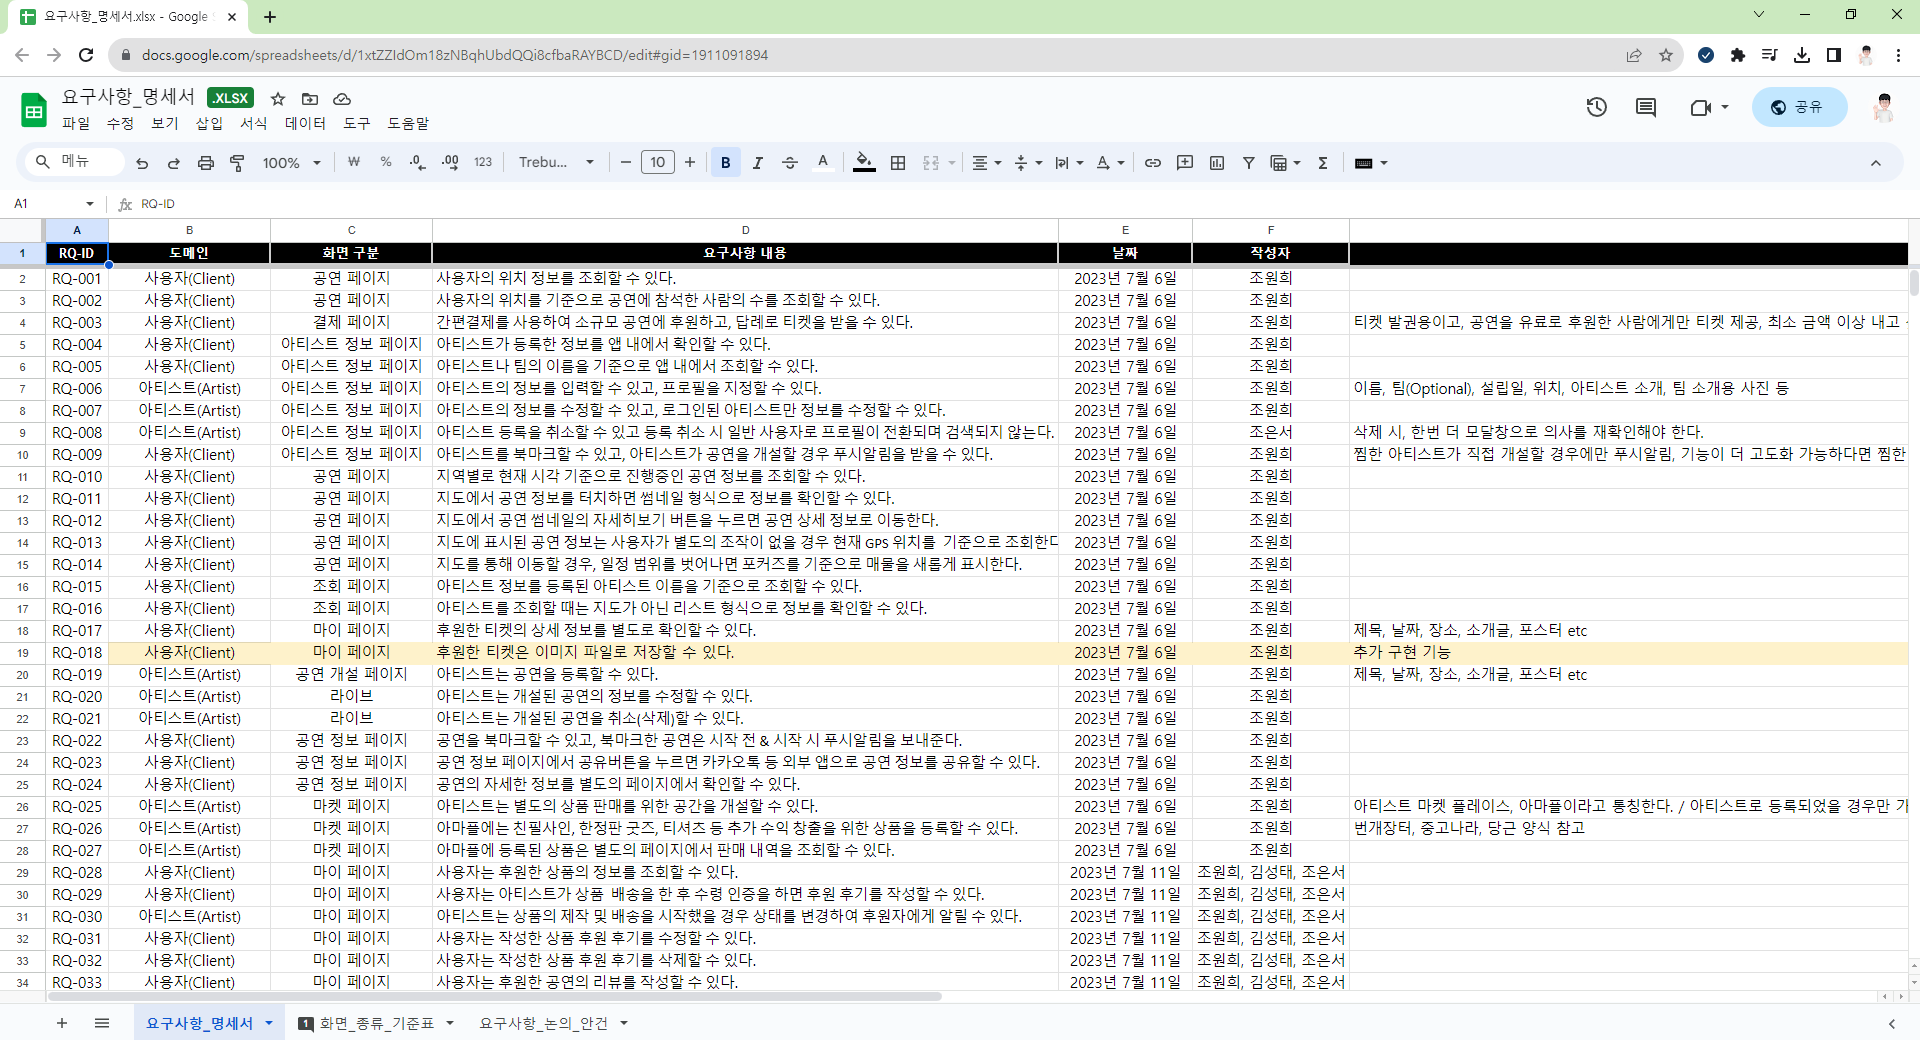 요구사항_명세서.xlsx - Google
docs.google.com/spreadsheets/d/1xtZZIdOm18zNBqhUbdQQi8cfbaRAYBCD/edit#gid=1911091894
요구사항_명세서 .XLSX
파일 수정 보기 삽입 서식 데이터 도구 도움말
공유
메뉴 100% ₩ % .0 .00 123 Trebu... 10 B I A
A1 fx RQ-ID
A B C D E F
1 RQ-ID 도메인 화면 구분 요구사항 내용 날짜 작성자
2 RQ-001 사용자(Client) 공연 페이지 사용자의 위치 정보를 조회할 수 있다. 2023년 7월 6일 조원희
3 RQ-002 사용자(Client) 공연 페이지 사용자의 위치를 기준으로 공연에 참석한 사람의 수를 조회할 수 있다. 2023년 7월 6일 조원희
4 RQ-003 사용자(Client) 결제 페이지 간편결제를 사용하여 소규모 공연에 후원하고, 답례로 티켓을 받을 수 있다. 2023년 7월 6일 조원희 티켓 발권용이고, 공연을 유료로 후원한 사람에게만 티켓 제공, 최소 금액 이상 내고
5 RQ-004 사용자(Client) 아티스트 정보 페이지 아티스트가 등록한 정보를 앱 내에서 확인할 수 있다. 2023년 7월 6일 조원희
6 RQ-005 사용자(Client) 아티스트 정보 페이지 아티스트나 팀의 이름을 기준으로 앱 내에서 조회할 수 있다. 2023년 7월 6일 조원희
7 RQ-006 아티스트(Artist) 아티스트 정보 페이지 아티스트의 정보를 입력할 수 있고, 프로필을 지정할 수 있다. 2023년 7월 6일 조원희 이름, 팀(Optional), 설립일, 위치, 아티스트 소개, 팀 소개용 사진 등
8 RQ-007 아티스트(Artist) 아티스트 정보 페이지 아티스트의 정보를 수정할 수 있고, 로그인된 아티스트만 정보를 수정할 수 있다. 2023년 7월 6일 조원희
9 RQ-008 아티스트(Artist) 아티스트 정보 페이지 아티스트 등록을 취소할 수 있고 등록 취소 시 일반 사용자로 프로필이 전환되며 검색되지 않는다. 2023년 7월 6일 조은서 삭제 시, 한번 더 모달창으로 의사를 재확인해야 한다.
10 RQ-009 사용자(Client) 아티스트 정보 페이지 아티스트를 북마크할 수 있고, 아티스트가 공연을 개설할 경우 푸시알림을 받을 수 있다. 2023년 7월 6일 조원희 찜한 아티스트가 직접 개설할 경우에만 푸시알림, 기능이 더 고도화 가능하다면 찜한
11 RQ-010 사용자(Client) 공연 페이지 지역별로 현재 시각 기준으로 진행중인 공연 정보를 조회할 수 있다. 2023년 7월 6일 조원희
12 RQ-011 사용자(Client) 공연 페이지 지도에서 공연 정보를 터치하면 썸네일 형식으로 정보를 확인할 수 있다. 2023년 7월 6일 조원희
13 RQ-012 사용자(Client) 공연 페이지 지도에서 공연 썸네일의 자세히보기 버튼을 누르면 공연 상세 정보로 이동한다. 2023년 7월 6일 조원희
14 RQ-013 사용자(Client) 공연 페이지 지도에 표시된 공연 정보는 사용자가 별도의 조작이 없을 경우 현재 GPS 위치를 기준으로 조회한다 2023년 7월 6일 조원희
15 RQ-014 사용자(Client) 공연 페이지 지도를 통해 이동할 경우, 일정 범위를 벗어나면 포커즈를 기준으로 매물을 새롭게 표시한다. 2023년 7월 6일 조원희
16 RQ-015 사용자(Client) 조회 페이지 아티스트 정보를 등록된 아티스트 이름을 기준으로 조회할 수 있다. 2023년 7월 6일 조원희
17 RQ-016 사용자(Client) 조회 페이지 아티스트를 조회할 때는 지도가 아닌 리스트 형식으로 정보를 확인할 수 있다. 2023년 7월 6일 조원희
18 RQ-017 사용자(Client) 마이 페이지 후원한 티켓의 상세 정보를 별도로 확인할 수 있다. 2023년 7월 6일 조원희 제목, 날짜, 장소, 소개글, 포스터 etc
19 RQ-018 사용자(Client) 마이 페이지 후원한 티켓은 이미지 파일로 저장할 수 있다. 2023년 7월 6일 조원희 추가 구현 기능
20 RQ-019 아티스트(Artist) 공연 개설 페이지 아티스트는 공연을 등록할 수 있다. 2023년 7월 6일 조원희 제목, 날짜, 장소, 소개글, 포스터 etc
21 RQ-020 아티스트(Artist) 라이브 아티스트는 개설된 공연의 정보를 수정할 수 있다. 2023년 7월 6일 조원희
22 RQ-021 아티스트(Artist) 라이브 아티스트는 개설된 공연을 취소(삭제)할 수 있다. 2023년 7월 6일 조원희
23 RQ-022 사용자(Client) 공연 정보 페이지 공연을 북마크할 수 있고, 북마크한 공연은 시작 전 & 시작 시 푸시알림을 보내준다. 2023년 7월 6일 조원희
24 RQ-023 사용자(Client) 공연 정보 페이지 공연 정보 페이지에서 공유버튼을 누르면 카카오톡 등 외부 앱으로 공연 정보를 공유할 수 있다. 2023년 7월 6일 조원희
25 RQ-024 사용자(Client) 공연 정보 페이지 공연의 자세한 정보를 별도의 페이지에서 확인할 수 있다. 2023년 7월 6일 조원희
26 RQ-025 아티스트(Artist) 마켓 페이지 아티스트는 별도의 상품 판매를 위한 공간을 개설할 수 있다. 2023년 7월 6일 조원희 아티스트 마켓 플레이스, 아마플이라고 통칭한다. / 아티스트로 등록되었을 경우만 가
27 RQ-026 아티스트(Artist) 마켓 페이지 아마플에는 친필사인, 한정판 굿즈, 티셔츠 등 추가 수익 창출을 위한 상품을 등록할 수 있다. 2023년 7월 6일 조원희 번개장터, 중고나라, 당근 양식 참고
28 RQ-027 아티스트(Artist) 마켓 페이지 아마플에 등록된 상품은 별도의 페이지에서 판매 내역을 조회할 수 있다. 2023년 7월 6일 조원희
29 RQ-028 사용자(Client) 마이 페이지 사용자는 후원한 상품의 정보를 조회할 수 있다. 2023년 7월 11일 조원희, 김성태, 조은서
30 RQ-029 사용자(Client) 마이 페이지 사용자는 아티스트가 상품 배송을 한 후 수령 인증을 하면 후원 후기를 작성할 수 있다. 2023년 7월 11일 조원희, 김성태, 조은서
31 RQ-030 아티스트(Artist) 마이 페이지 아티스트는 상품의 제작 및 배송을 시작했을 경우 상태를 변경하여 후원자에게 알릴 수 있다. 2023년 7월 11일 조원희, 김성태, 조은서
32 RQ-031 사용자(Client) 마이 페이지 사용자는 작성한 상품 후원 후기를 수정할 수 있다. 2023년 7월 11일 조원희, 김성태, 조은서
33 RQ-032 사용자(Client) 마이 페이지 사용자는 작성한 상품 후원 후기를 삭제할 수 있다. 2023년 7월 11일 조원희, 김성태, 조은서
34 RQ-033 사용자(Client) 마이 페이지 사용자는 후원한 공연의 리뷰를 작성할 수 있다. 2023년 7월 11일 조원희, 김성태, 조은서
요구사항_명세서 1 화면_종류_기준표 요구사항_논의_안건